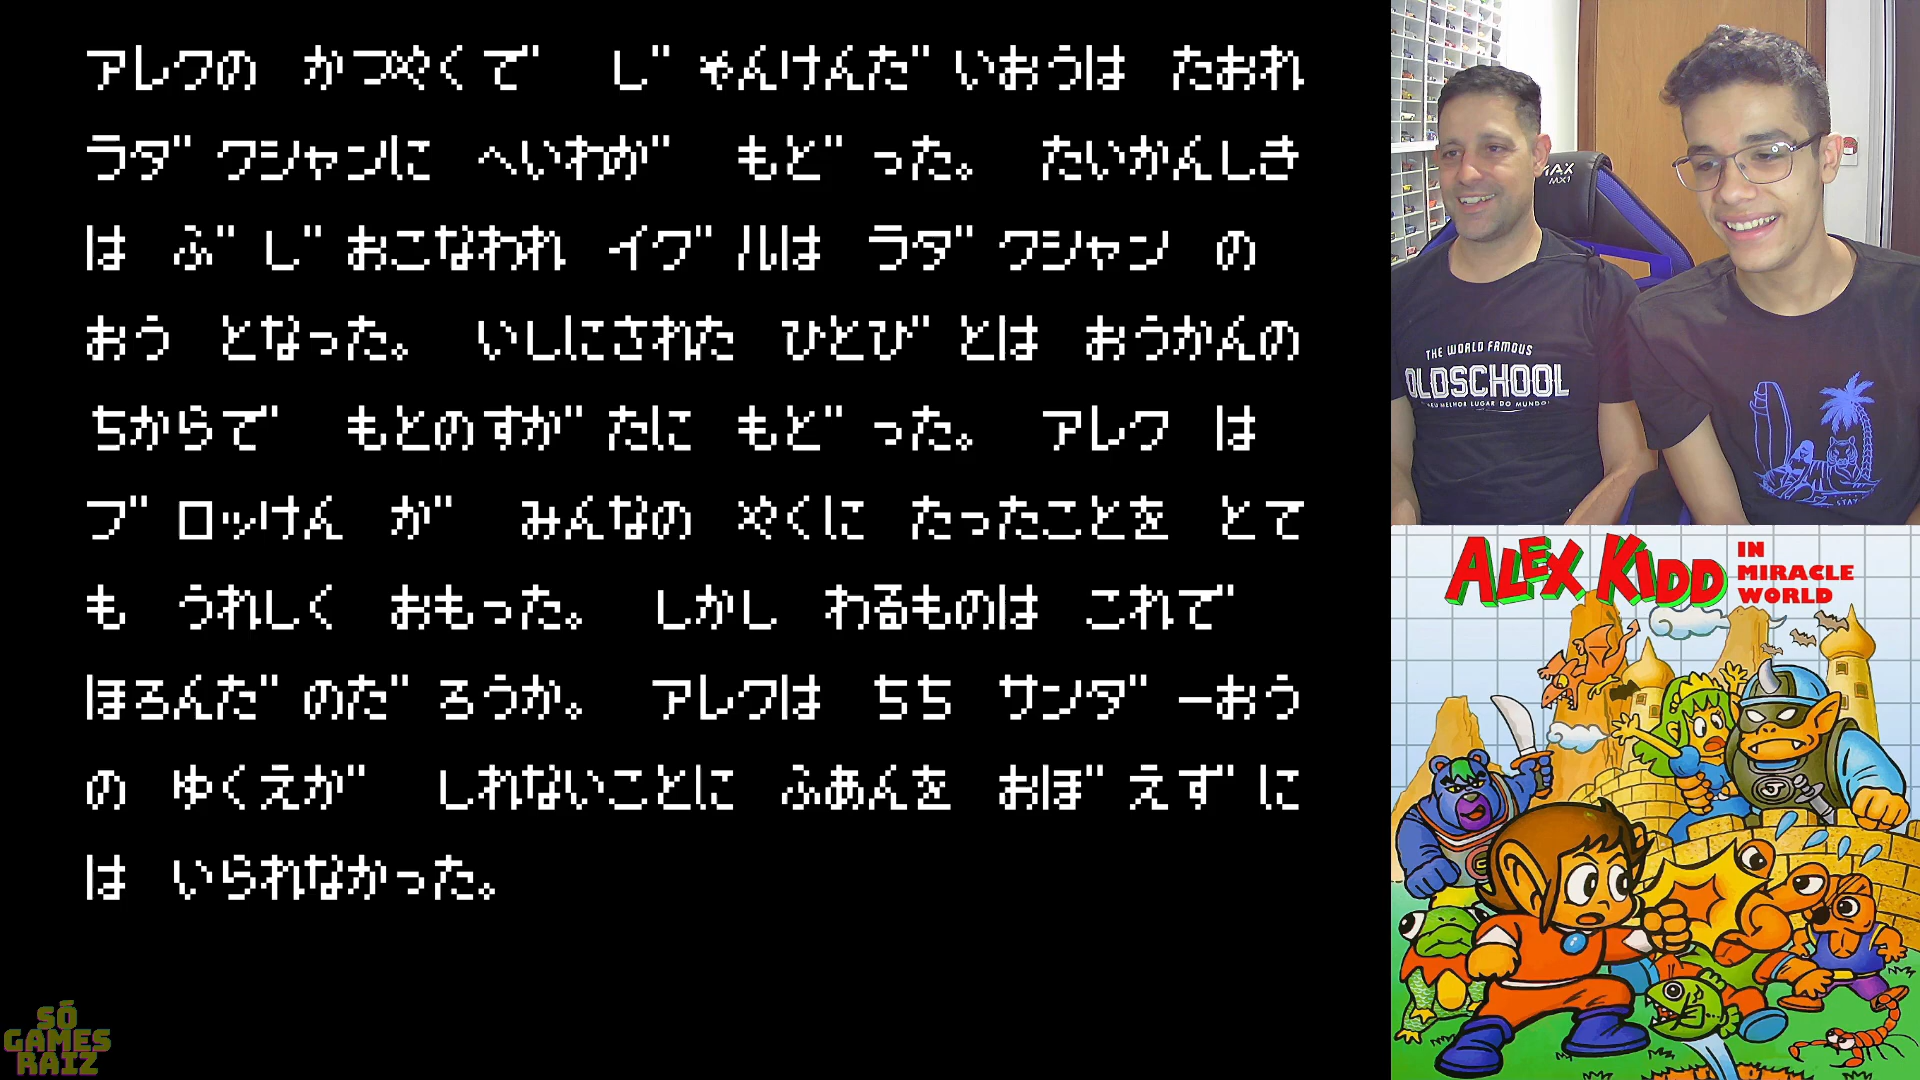 アレクの かつやくで じゃんけんだいおうは たおれ
ラダクシャンに へいわが もどった。 たいかんしき
は ぶじおこなわれ イグルは ラダクシャン の
おう となった。 いしにされた ひとびとは おうかんの
ちからで もとのすがたに もどった。 アレク は
ブロッけん が みんなの やくに たったことを とて
も うれしく おもった。 しかし わるものは これで
ほろんだのだろうか。 アレクは ちち サンダーおう
の ゆくえが しれないことに ふあんを おぼえずに
は いられなかった。
MAX
MX1
THE WORLD FAMOUS
OLDSCHOOL
SEU MELHOR LUGAR DO MUNDO
STAY
ALEX KIDD
IN
MIRACLE
WORLD
SÓ
GAMES
RAIZ